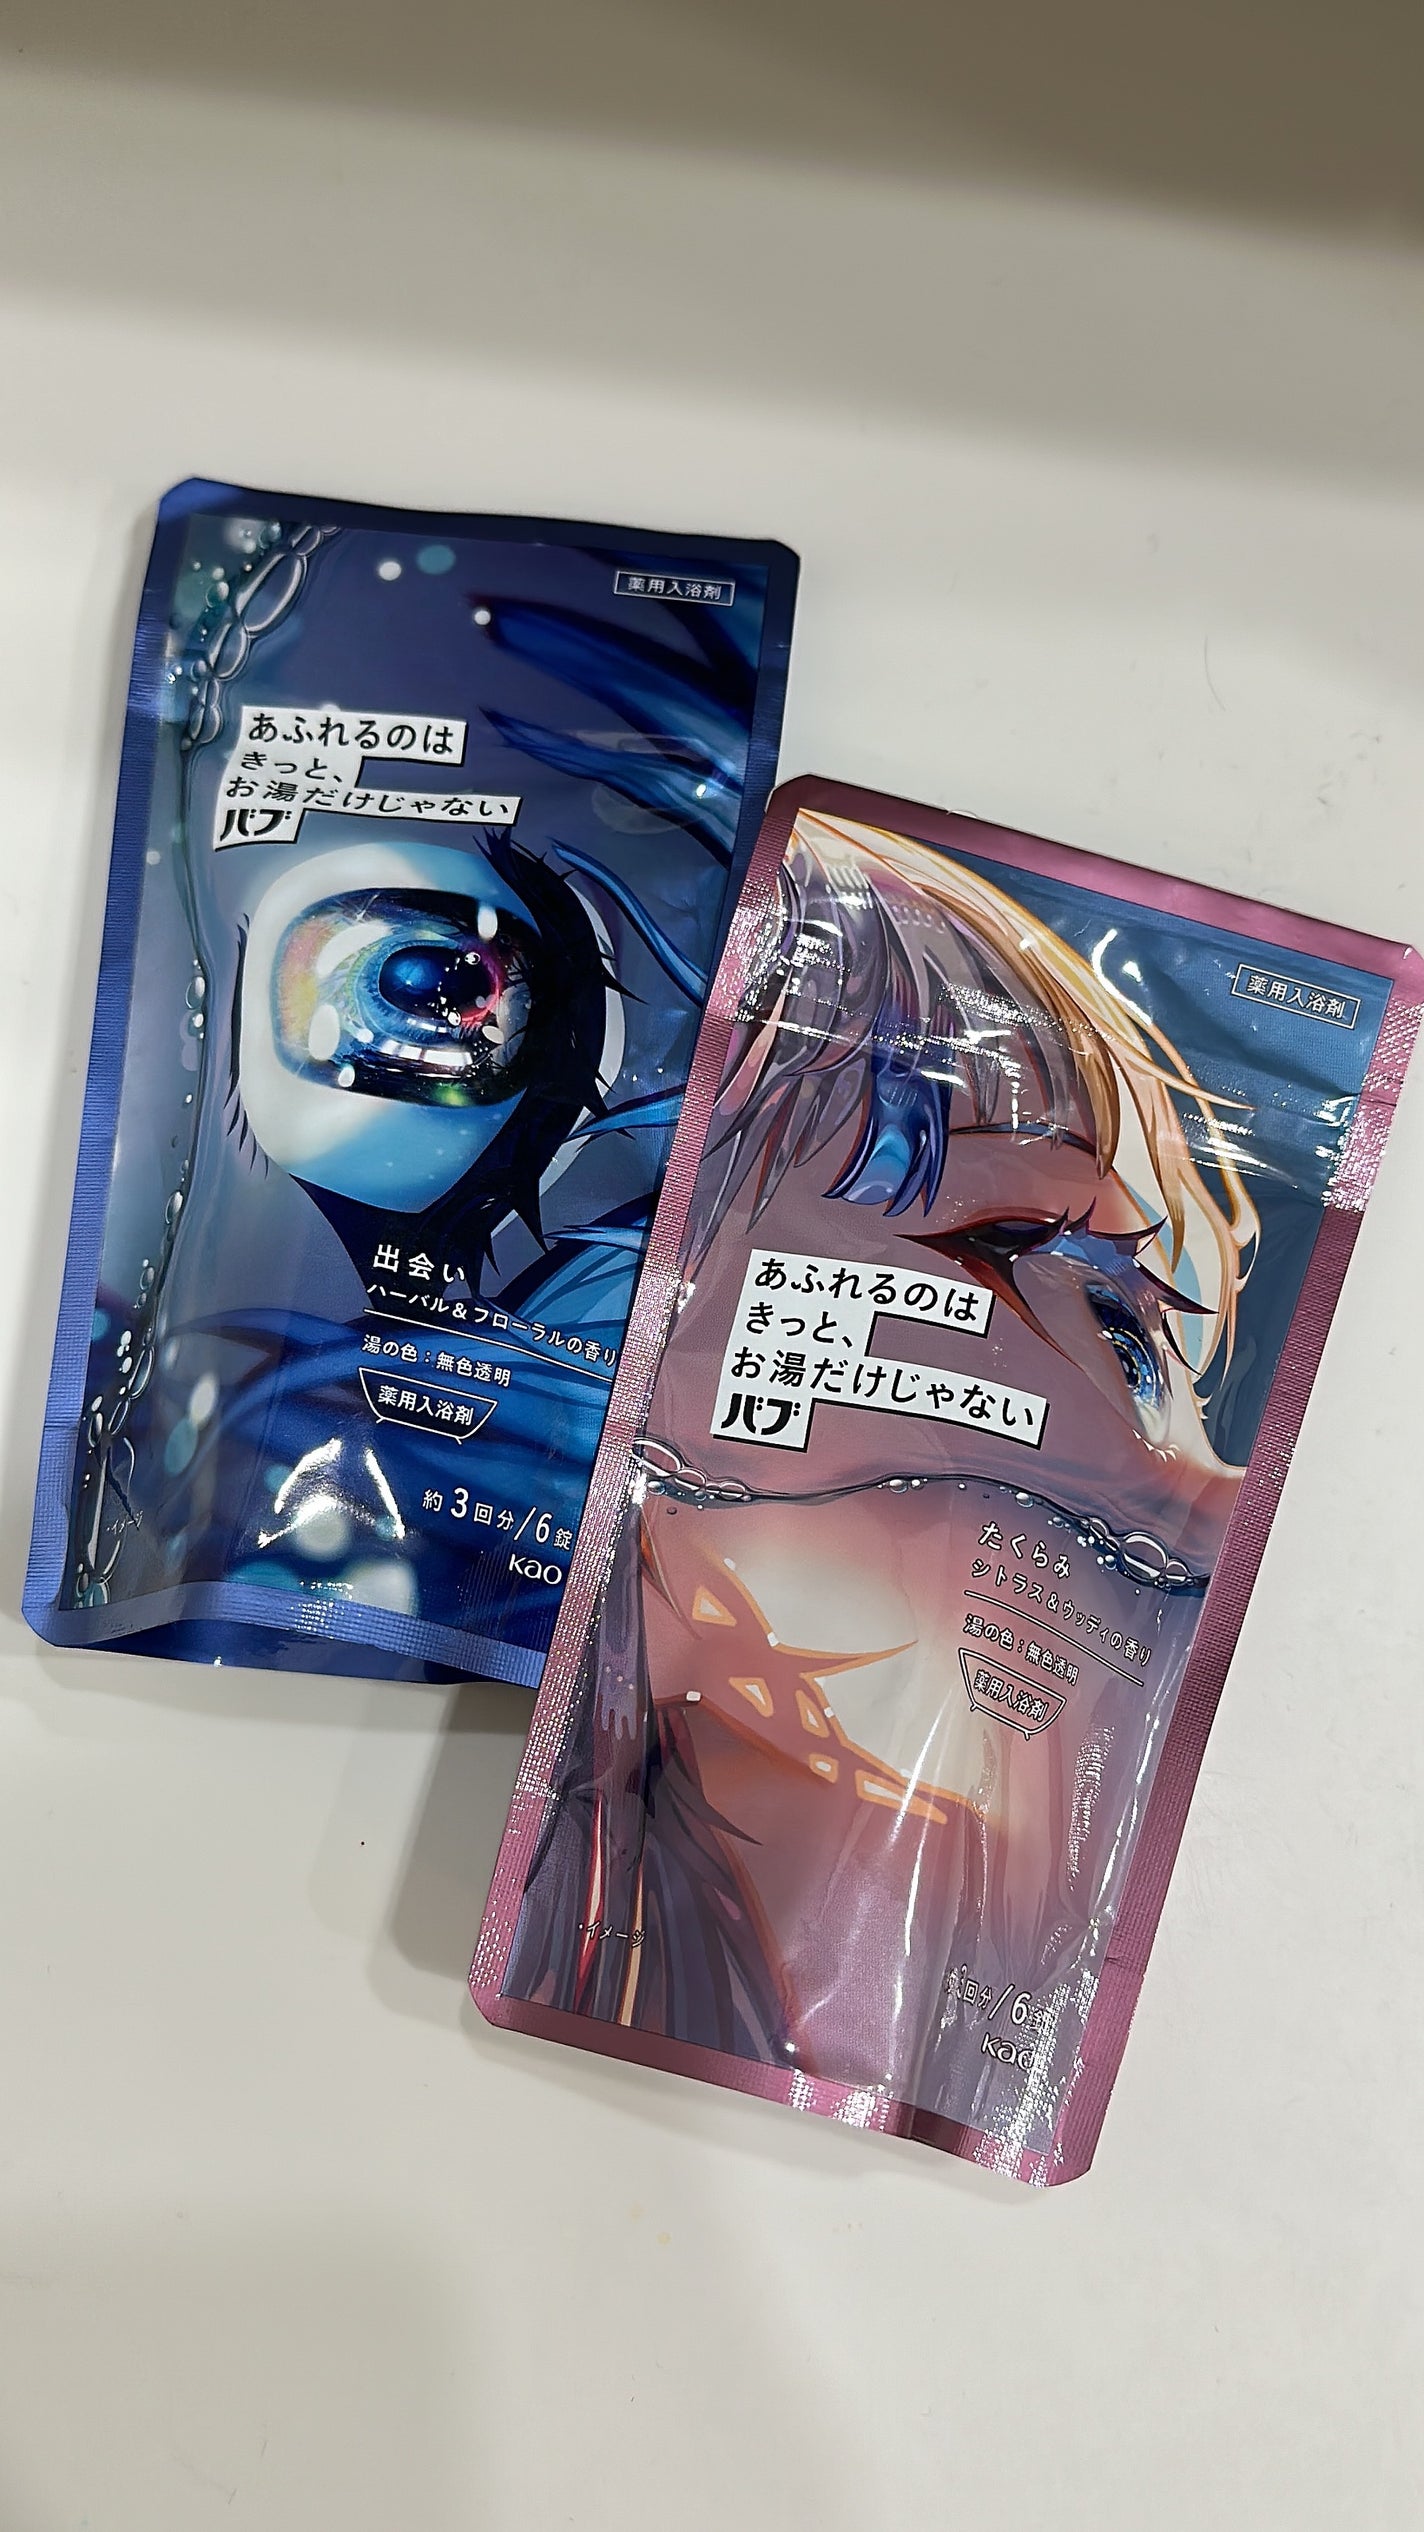 薬用入浴剤
あふれるのは
きっと、
お湯だけじゃない
バブ
出会い
ハーバル&フローラルの香り
湯の色:無色透明
薬用入浴剤
約3回分/6錠
・イメージ
Kao
薬用入浴剤
あふれるのは
きっと、
お湯だけじゃない
バブ
たくらみ
シトラス&ウッディの香り
湯の色:無色透明
薬用入浴剤
・イメージ
約3回分/6錠
Kao